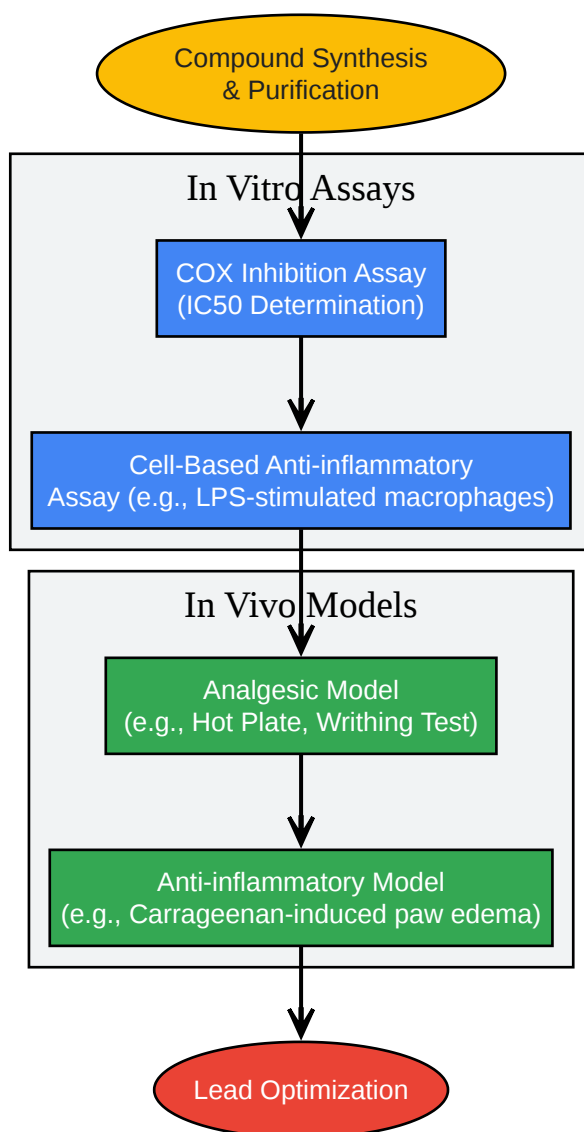 Compound Synthesis
& Purification
In Vitro Assays
COX Inhibition Assay
(IC50 Determination)
Cell-Based Anti-inflammatory
Assay (e.g., LPS-stimulated macrophages)
In Vivo Models
Analgesic Model
(e.g., Hot Plate, Writhing Test)
Anti-inflammatory Model
(e.g., Carrageenan-induced paw edema)
Lead Optimization